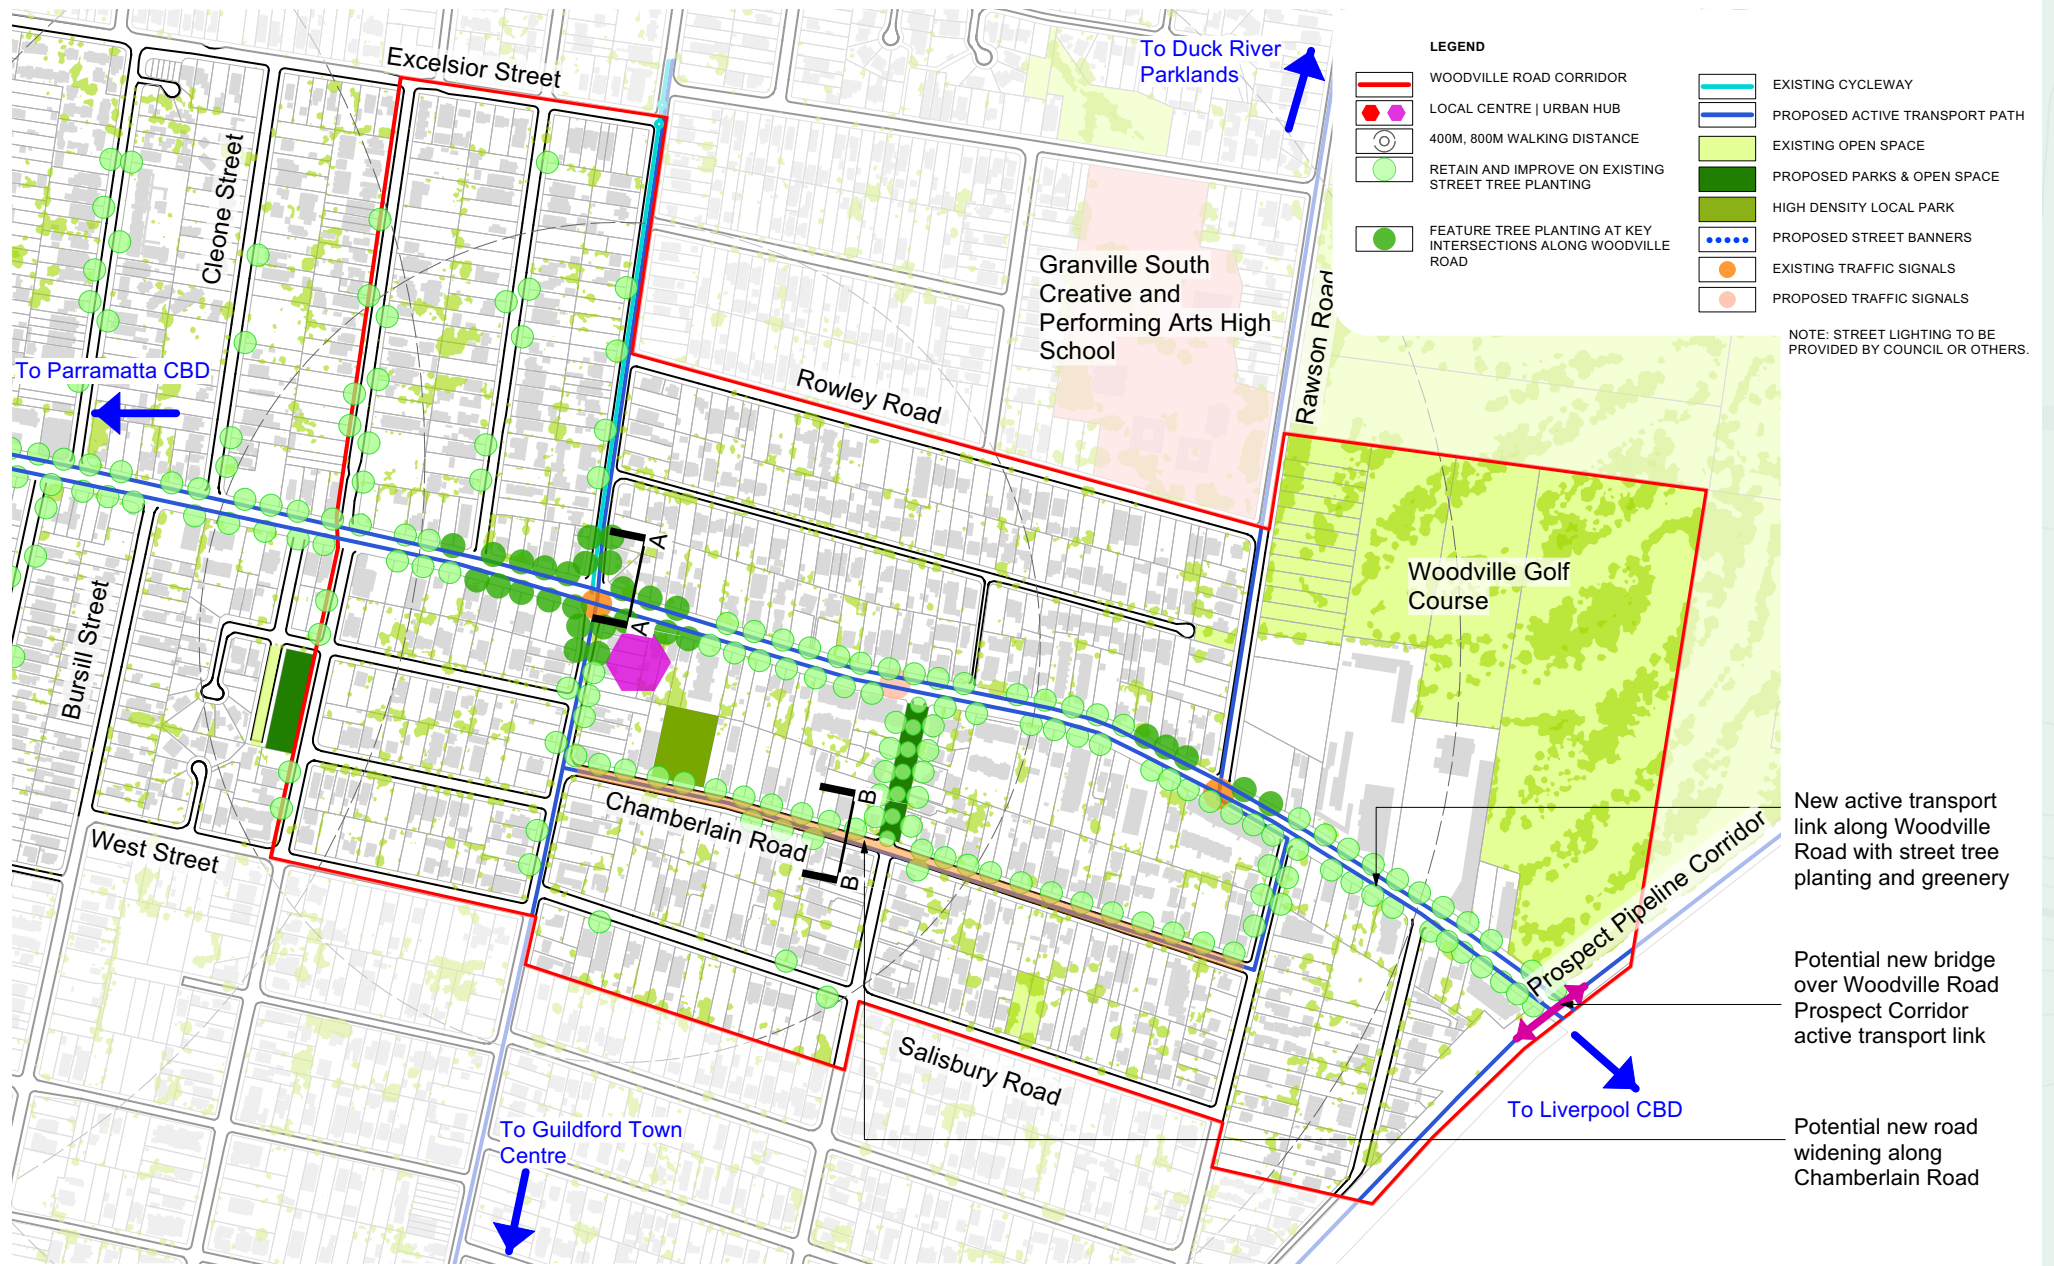 Excelsior Street
To Duck River
Parklands
Cleone Street
Granville South
Creative and
Performing Arts High
School
Rawson Road
To Parramatta CBD
Rowley Road
A
A
Woodville Golf
Course
Bursill Street
B
B
Chamberlain Road
West Street
Prospect Pipeline Corridor
Salisbury Road
To Liverpool CBD
To Guildford Town
Centre
LEGEND
WOODVILLE ROAD CORRIDOR
LOCAL CENTRE | URBAN HUB
400M, 800M WALKING DISTANCE
RETAIN AND IMPROVE ON EXISTING
STREET TREE PLANTING
FEATURE TREE PLANTING AT KEY
INTERSECTIONS ALONG WOODVILLE
ROAD
EXISTING CYCLEWAY
PROPOSED ACTIVE TRANSPORT PATH
EXISTING OPEN SPACE
PROPOSED PARKS & OPEN SPACE
HIGH DENSITY LOCAL PARK
PROPOSED STREET BANNERS
EXISTING TRAFFIC SIGNALS
PROPOSED TRAFFIC SIGNALS
NOTE: STREET LIGHTING TO BE
PROVIDED BY COUNCIL OR OTHERS.
New active transport
link along Woodville
Road with street tree
planting and greenery
Potential new bridge
over Woodville Road
Prospect Corridor
active transport link
Potential new road
widening along
Chamberlain Road